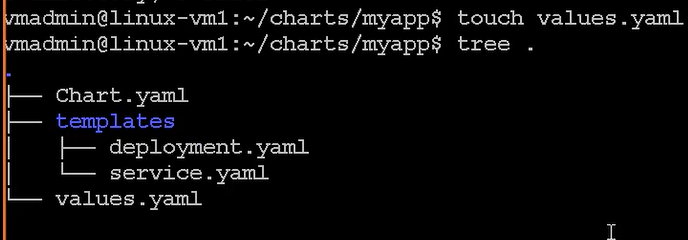 vmadmin@linux-vm1:~/charts/myapp$ touch values.yaml
vmadmin@linux-vm1:~/charts/myapp$ tree .
.
├── Chart.yaml
├── templates
│   ├── deployment.yaml
│   └── service.yaml
└── values.yaml